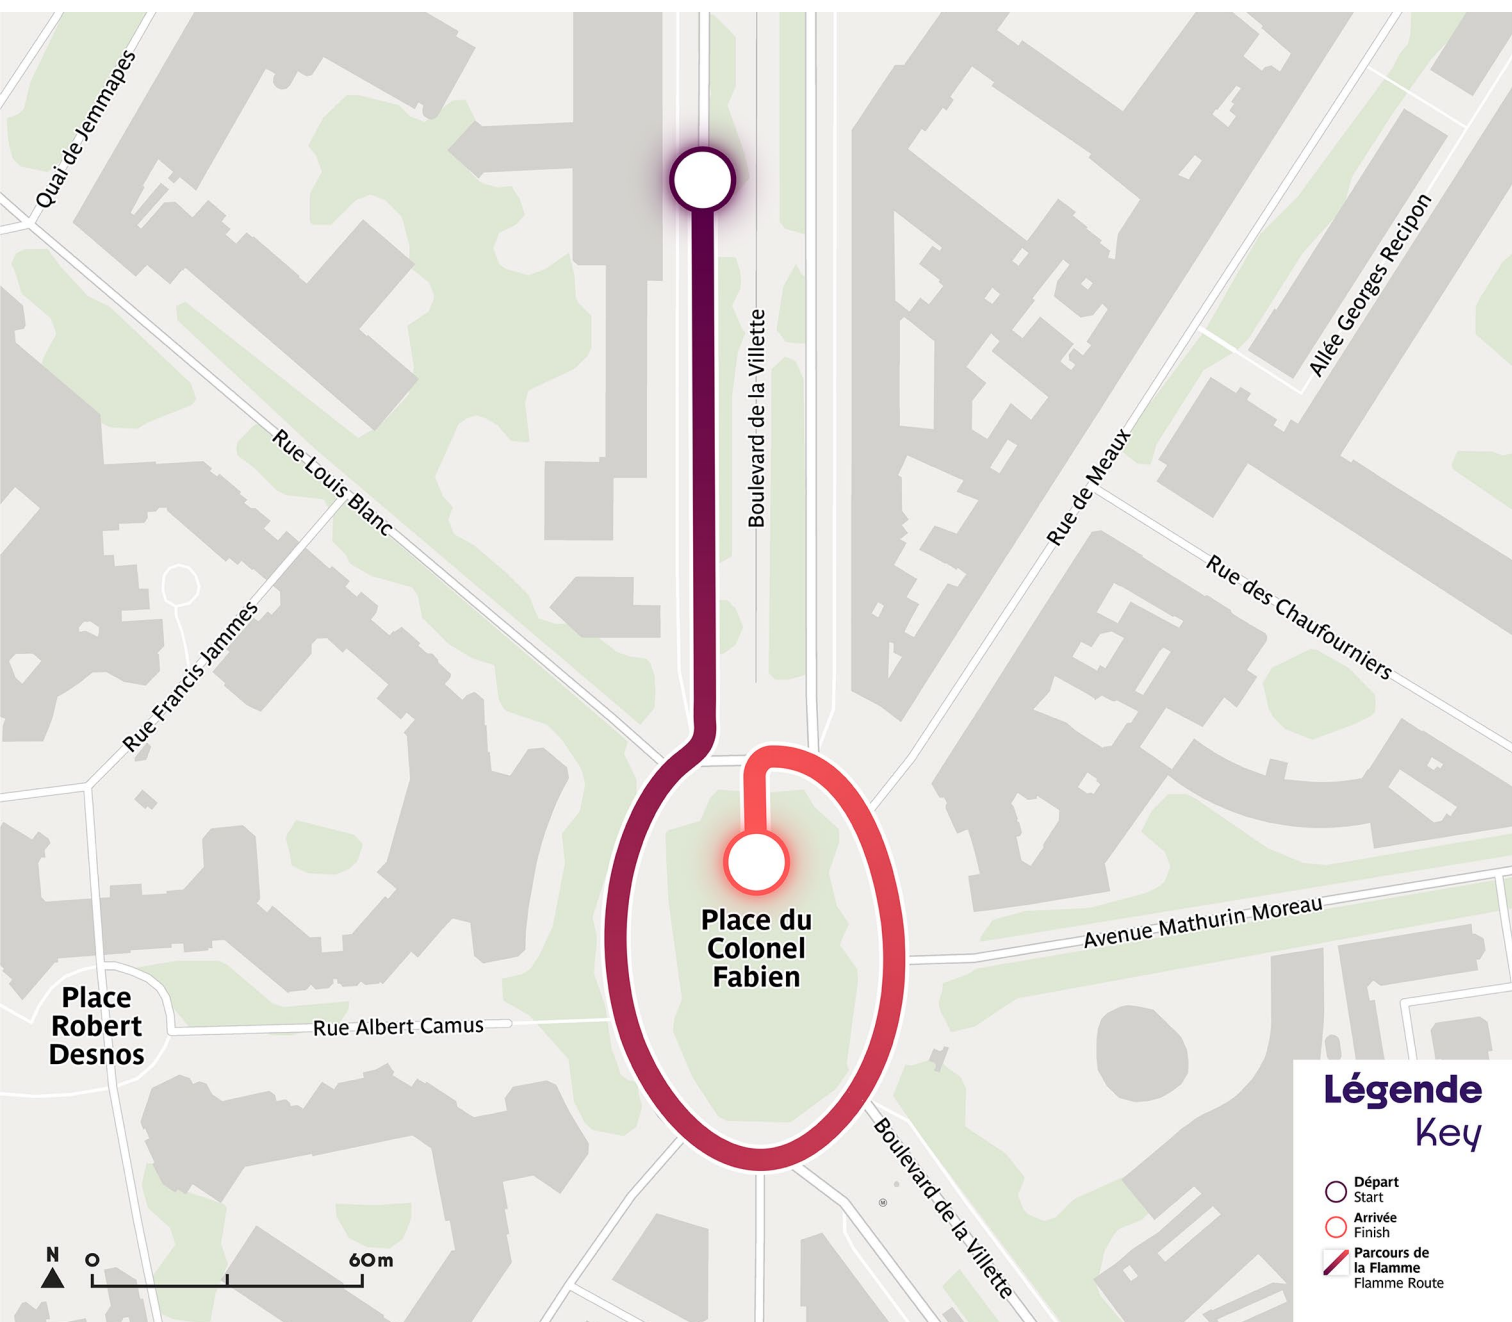 Quai de Jemmapes
Boulevard de la Villette
Allée Georges Recipon
Rue Louis Blanc
Rue de Meaux
Rue des Chaufourniers
Rue Francis Jammes
Place du
Colonel
Fabien
Avenue Mathurin Moreau
Place
Robert
Desnos
Rue Albert Camus
Boulevard de la Villette
N
0
60m
Légende
Key
Départ
Start
Arrivée
Finish
Parcours de
la Flamme
Flamme Route